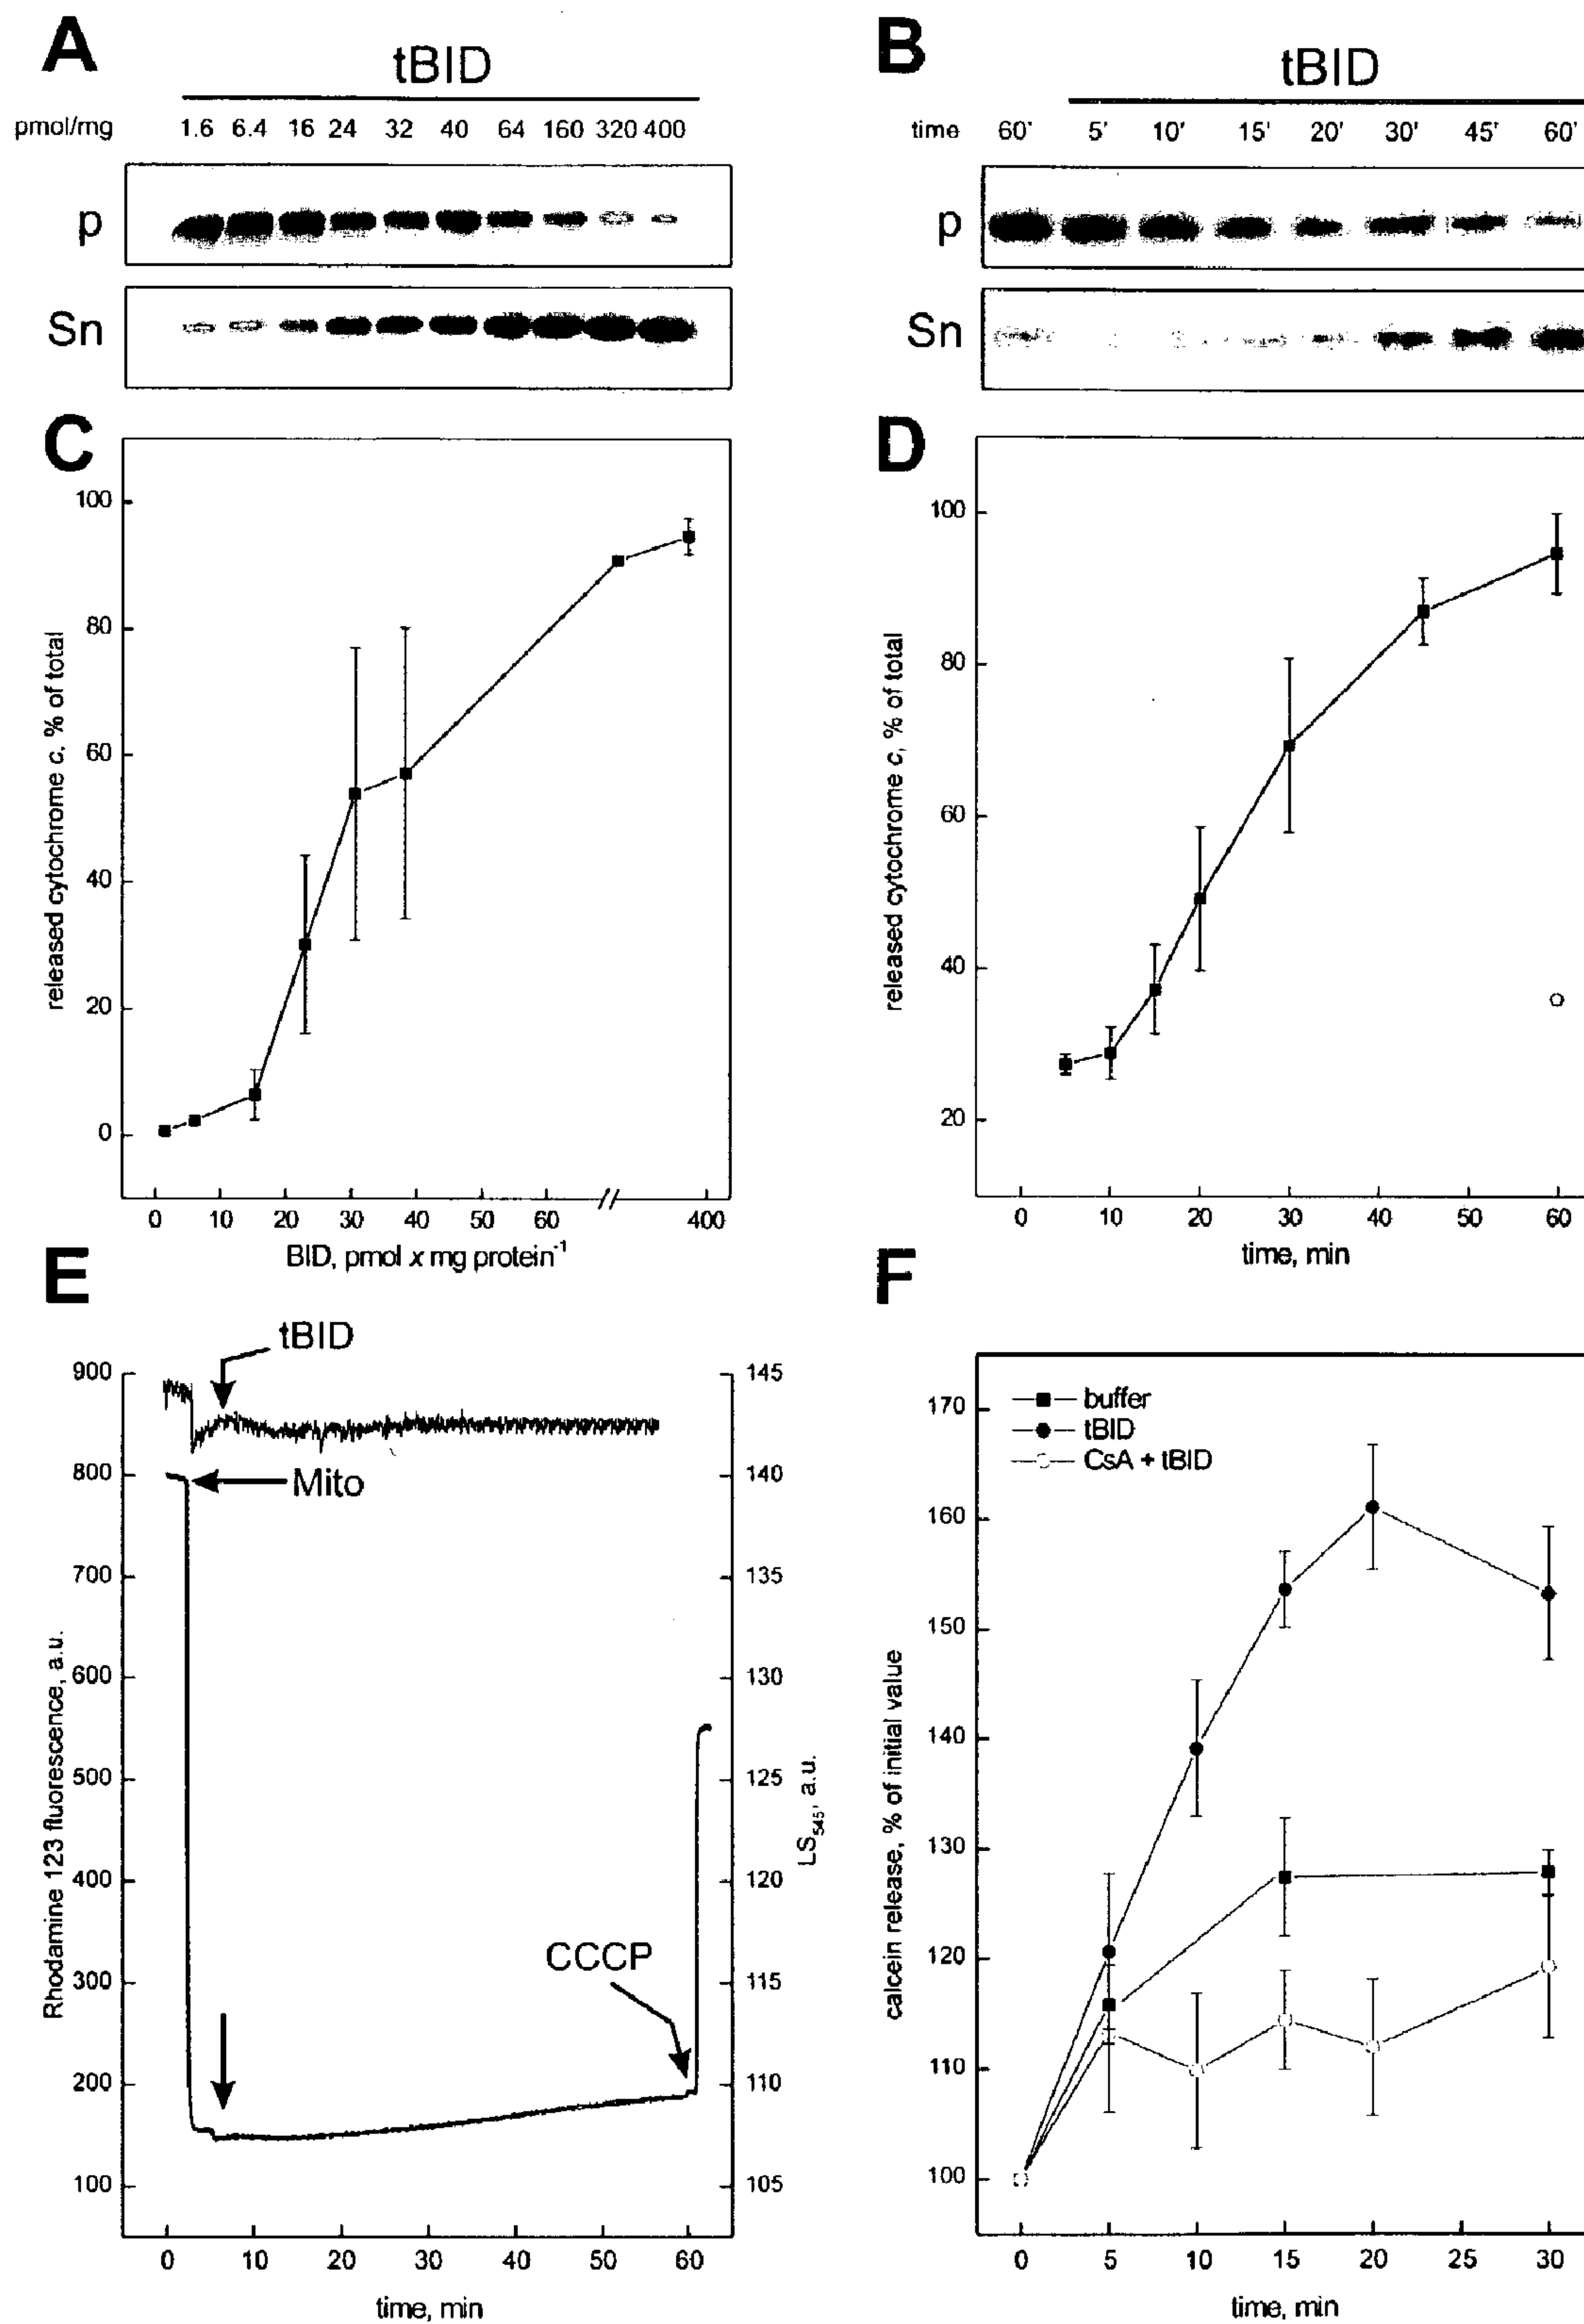 A
tBID
pmol/mg 1.6 6.4 16 24 32 40 64 160 320 400
p
Sn
B
tBID
time 60' 5' 10' 15' 20' 30' 45' 60'
p
Sn
C
released cytochrome c. % of total
100
80
60
40
20
0
0 10 20 30 40 50 60 // 400
BID, pmol x mg protein-1
D
released cytochrome c, % of total
100
80
60
40
20
0 10 20 30 40 50 60
time, min
E
tBID
Mito
CCCP
Rhodamine 123 fluorescence, a.u.
900
800
700
600
500
400
300
200
100
145
140
135
130
125
120
115
110
105
LS545, a.u.
0 10 20 30 40 50 60
time, min
F
buffer
tBID
CsA + tBID
calcein release, % of initial value
170
160
150
140
130
120
110
100
0 5 10 15 20 25 30
time, min